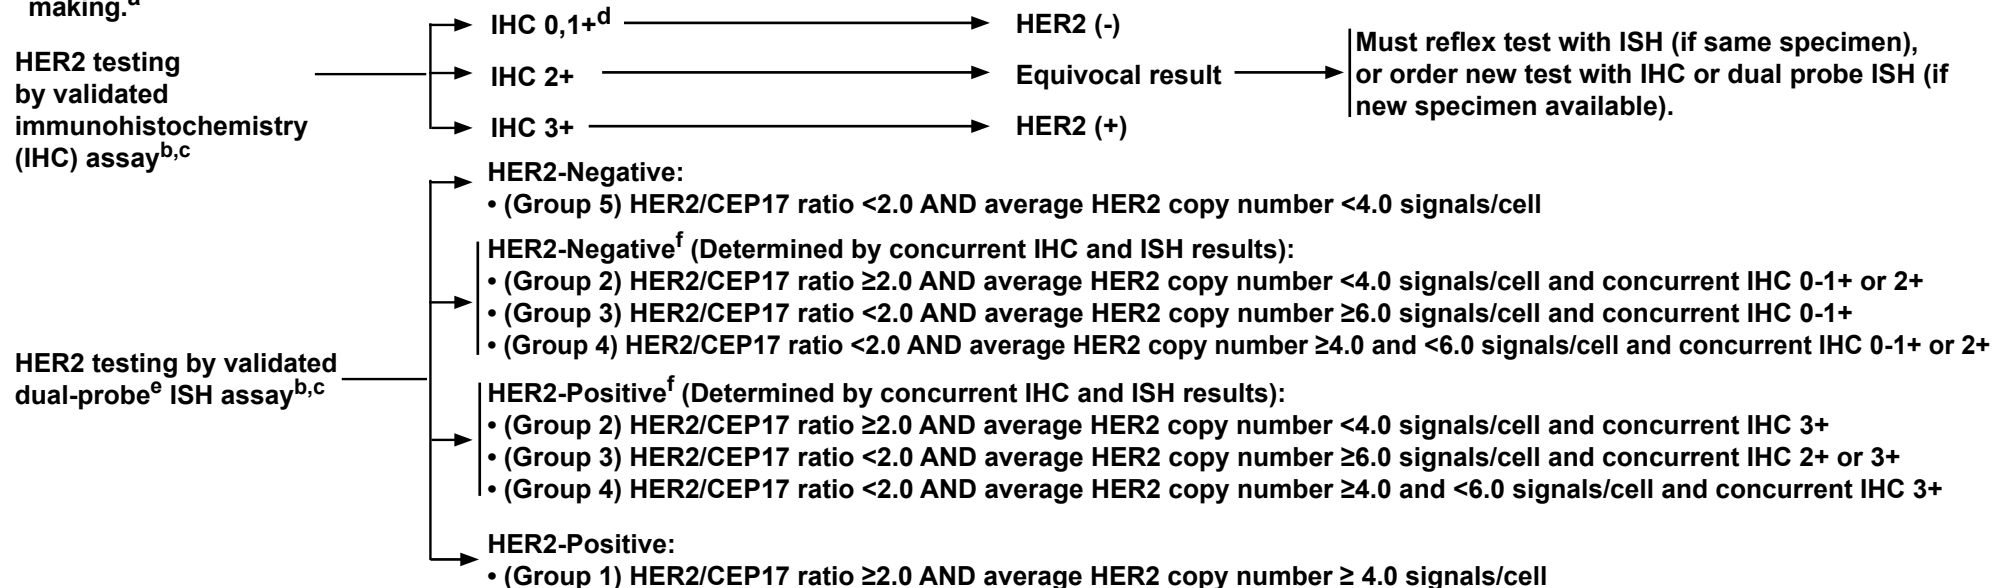 making.a
IHC 0,1+d
HER2 (-)
HER2 testing
by validated
immunohistochemistry
(IHC) assayb,c
IHC 2+
Equivocal result
Must reflex test with ISH (if same specimen),
or order new test with IHC or dual probe ISH (if
new specimen available).
IHC 3+
HER2 (+)
HER2-Negative:
• (Group 5) HER2/CEP17 ratio <2.0 AND average HER2 copy number <4.0 signals/cell
HER2-Negativef (Determined by concurrent IHC and ISH results):
• (Group 2) HER2/CEP17 ratio ≥2.0 AND average HER2 copy number <4.0 signals/cell and concurrent IHC 0-1+ or 2+
• (Group 3) HER2/CEP17 ratio <2.0 AND average HER2 copy number ≥6.0 signals/cell and concurrent IHC 0-1+
• (Group 4) HER2/CEP17 ratio <2.0 AND average HER2 copy number ≥4.0 and <6.0 signals/cell and concurrent IHC 0-1+ or 2+
HER2 testing by validated
dual-probee ISH assayb,c
HER2-Positivef (Determined by concurrent IHC and ISH results):
• (Group 2) HER2/CEP17 ratio ≥2.0 AND average HER2 copy number <4.0 signals/cell and concurrent IHC 3+
• (Group 3) HER2/CEP17 ratio <2.0 AND average HER2 copy number ≥6.0 signals/cell and concurrent IHC 2+ or 3+
• (Group 4) HER2/CEP17 ratio <2.0 AND average HER2 copy number ≥4.0 and <6.0 signals/cell and concurrent IHC 3+
HER2-Positive:
• (Group 1) HER2/CEP17 ratio ≥2.0 AND average HER2 copy number ≥ 4.0 signals/cell